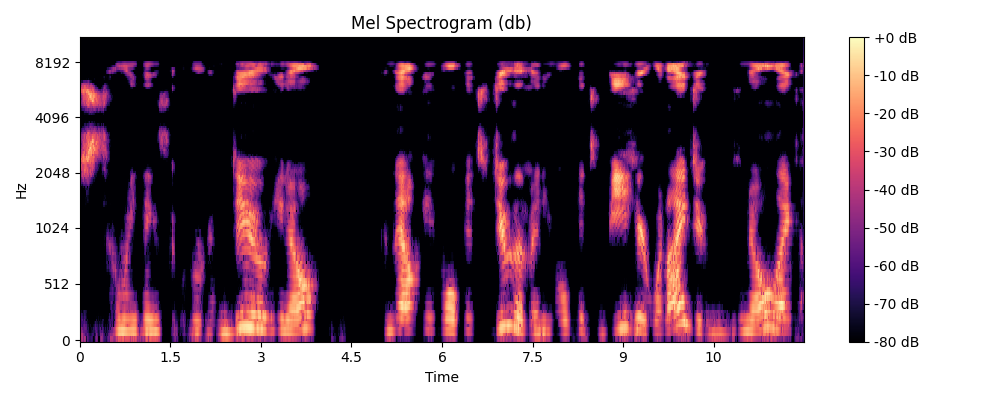 Mel Spectrogram (db)
Hz
8192
4096
2048
1024
512
0
0 1.5 3 4.5 6 7.5 9 10
Time
+0 dB
-10 dB
-20 dB
-30 dB
-40 dB
-50 dB
-60 dB
-70 dB
-80 dB